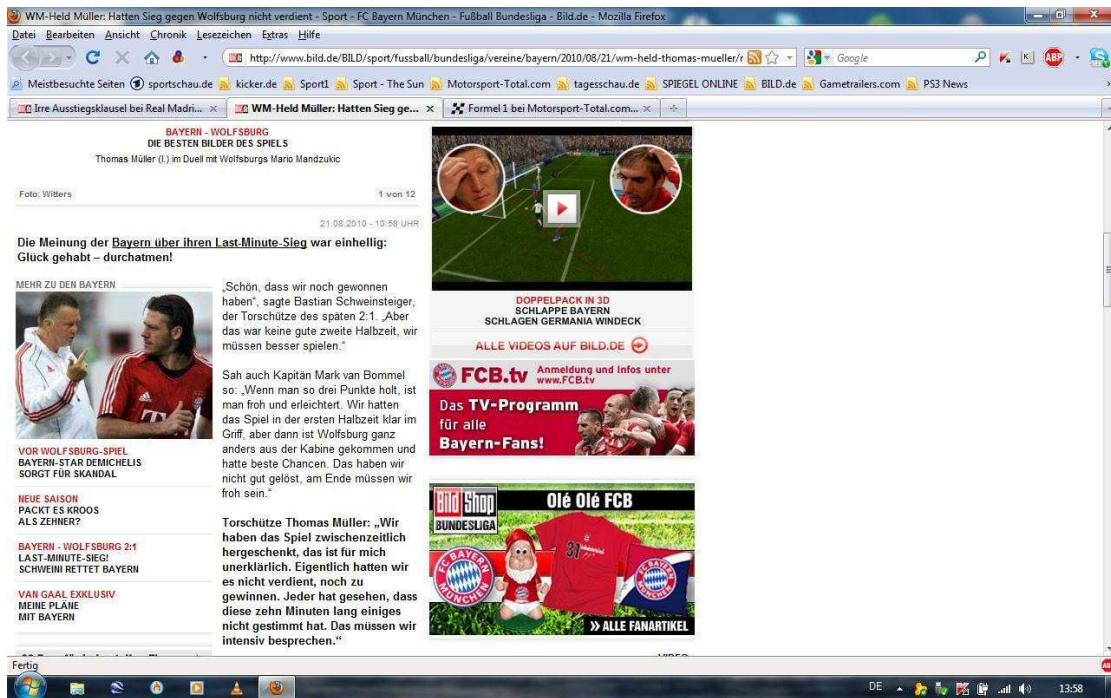 WM-Held Müller: Hatten Sieg gegen Wolfsburg nicht verdient - Sport - FC Bayern München - Fußball Bundesliga - Bild.de - Mozilla Firefox
Datei Bearbeiten Ansicht Chronik Lesezeichen Extras Hilfe
http://www.bild.de/BILD/sport/fussball/bundesliga/vereine/bayern/2010/08/21/wm-held-thomas-mueller/r
Google
ABP
Meistbesuchte Seiten sportschau.de kicker.de Sport1 Sport - The Sun Motorsport-Total.com tagesschau.de SPIEGEL ONLINE BILD.de Gametrailers.com PS3 News
Irre Ausstiegsklausel bei Real Madri... WM-Held Müller: Hatten Sieg ge... Formel 1 bei Motorsport-Total.com...
BAYERN - WOLFSBURG
DIE BESTEN BILDER DES SPIELS
Thomas Müller (l.) im Duell mit Wolfsburgs Mario Mandzukic
Foto: Witters 1 von 12
21.08.2010 - 10:58 UHR
Die Meinung der Bayern über ihren Last-Minute-Sieg war einhellig:
Glück gehabt – durchatmen!
MEHR ZU DEN BAYERN
VOR WOLFSBURG-SPIEL
BAYERN-STAR DEMICHELIS
SORGT FÜR SKANDAL
NEUE SAISON
PACKT ES KROOS
ALS ZEHNER?
BAYERN - WOLFSBURG 2:1
LAST-MINUTE-SIEG!
SCHWEINI RETTET BAYERN
VAN GAAL EXKLUSIV
MEINE PLÄNE
MIT BAYERN
„Schön, dass wir noch gewonnen
haben“, sagte Bastian Schweinsteiger,
der Torschütze des späten 2:1. „Aber
das war keine gute zweite Halbzeit, wir
müssen besser spielen.“
Sah auch Kapitän Mark van Bommel
so: „Wenn man so drei Punkte holt, ist
man froh und erleichtert. Wir hatten
das Spiel in der ersten Halbzeit klar im
Griff, aber dann ist Wolfsburg ganz
anders aus der Kabine gekommen und
hatte beste Chancen. Das haben wir
nicht gut gelöst, am Ende müssen wir
froh sein.“
Torschütze Thomas Müller: „Wir
haben das Spiel zwischenzeitlich
hergeschenkt, das ist für mich
unerklärlich. Eigentlich hatten wir
es nicht verdient, noch zu
gewinnen. Jeder hat gesehen, dass
diese zehn Minuten lang einiges
nicht gestimmt hat. Das müssen wir
intensiv besprechen.“
DOPPELPACK IN 3D
SCHLAPPE BAYERN
SCHLAGEN GERMANIA WINDECK
ALLE VIDEOS AUF BILD.DE
FCB.tv Anmeldung und Infos unter
www.FCB.tv
Das TV-Programm
für alle
Bayern-Fans!
Bild Shop
BUNDESLIGA
Olé Olé FCB
FC BAYERN
MÜNCHEN
31
FC BAYERN
MÜNCHEN
» ALLE FANARTIKEL
Fertig
DE 13:58